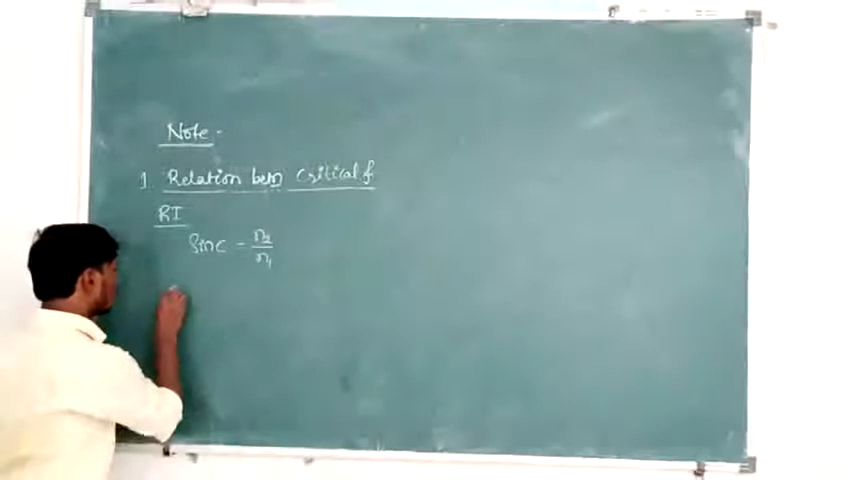 Note -
1 Relation betn critical &
RI
Sinc = n2/n1